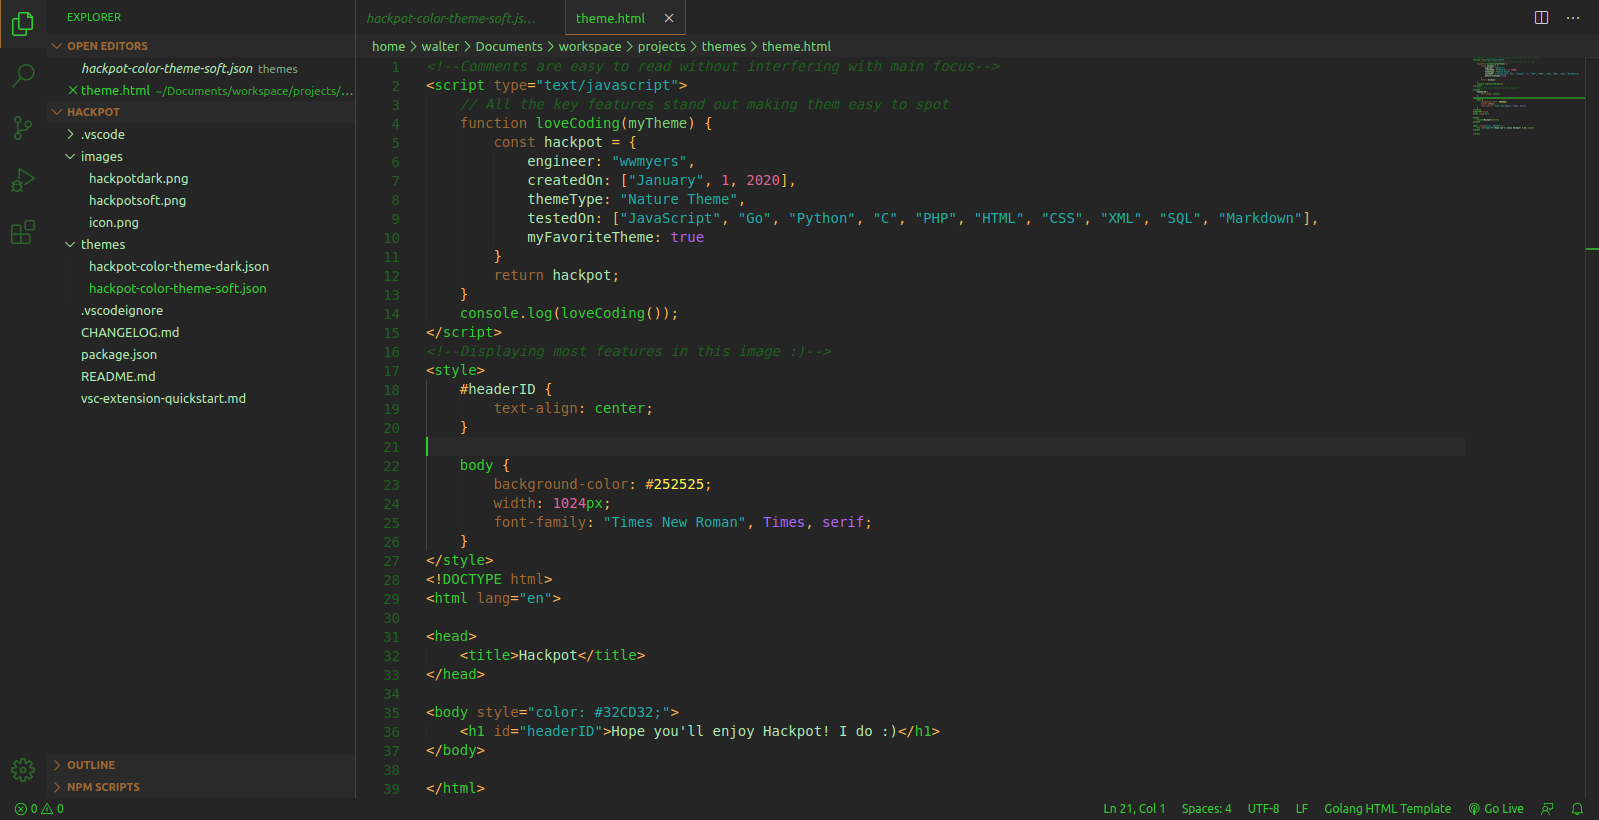 EXPLORER
OPEN EDITORS
hackpot-color-theme-soft.json themes
theme.html ~/Documents/workspace/projects/...
HACKPOT
.vscode
images
hackpotdark.png
hackpotsoft.png
icon.png
themes
hackpot-color-theme-dark.json
hackpot-color-theme-soft.json
.vscodeignore
CHANGELOG.md
package.json
README.md
vsc-extension-quickstart.md
OUTLINE
NPM SCRIPTS
hackpot-color-theme-soft.js...
theme.html
home > walter > Documents > workspace > projects > themes > theme.html
1 <!--Comments are easy to read without interfering with main focus-->
2 <script type="text/javascript">
3     // All the key features stand out making them easy to spot
4     function loveCoding(myTheme) {
5         const hackpot = {
6             engineer: "wwmyers",
7             createdOn: ["January", 1, 2020],
8             themeType: "Nature Theme",
9             testedOn: ["JavaScript", "Go", "Python", "C", "PHP", "HTML", "CSS", "XML", "SQL", "Markdown"],
10             myFavoriteTheme: true
11         }
12         return hackpot;
13     }
14     console.log(loveCoding());
15 </script>
16 <!--Displaying most features in this image :)-->
17 <style>
18     #headerID {
19         text-align: center;
20     }
21
22     body {
23         background-color: #252525;
24         width: 1024px;
25         font-family: "Times New Roman", Times, serif;
26     }
27 </style>
28 <!DOCTYPE html>
29 <html lang="en">
30
31 <head>
32     <title>Hackpot</title>
33 </head>
34
35 <body style="color: #32CD32;">
36     <h1 id="headerID">Hope you'll enjoy Hackpot! I do :)</h1>
37 </body>
38
39 </html>
0 0 Ln 21, Col 1 Spaces: 4 UTF-8 LF Golang HTML Template Go Live